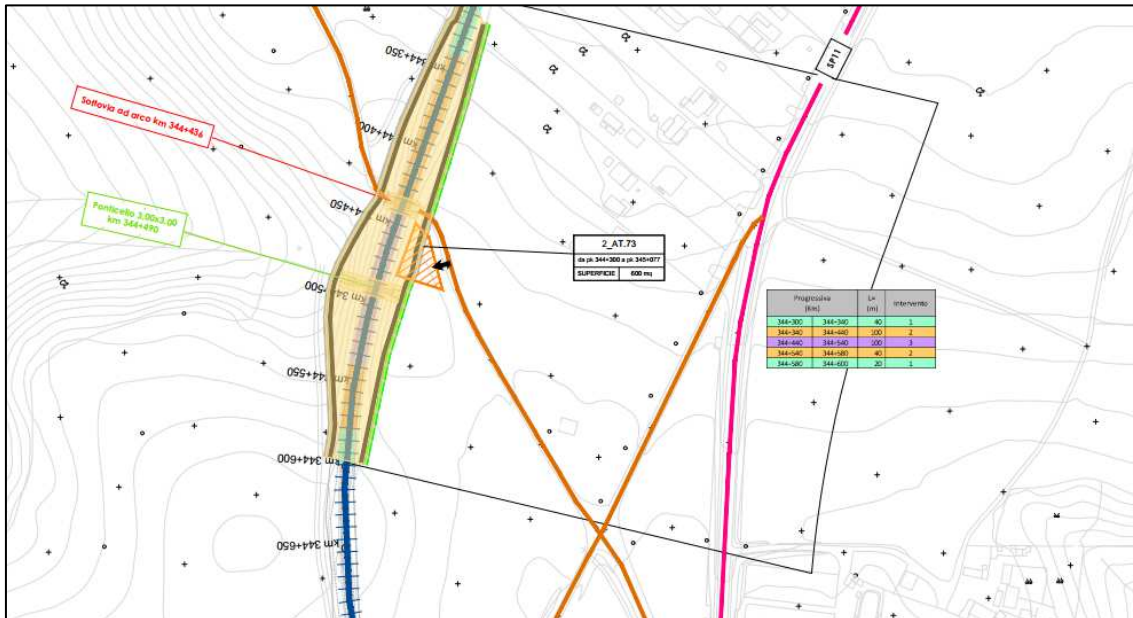 km 344+350
SP11
Sottovia ad arco km 344+436
km 344+400
Ponticello 3.00x3.00
km 344+490
km 344+450
2_AT.73
da pk 344+300 a pk 345+077
SUPERFICIE 600 mq
km 344+500
Progressiva (Km) L= (m) Intervento
344+300 344+340 40 1
344+340 344+440 100 2
344+440 344+540 100 3
344+540 344+580 40 2
344+580 344+600 20 1
km 344+550
km 344+600
km 344+650